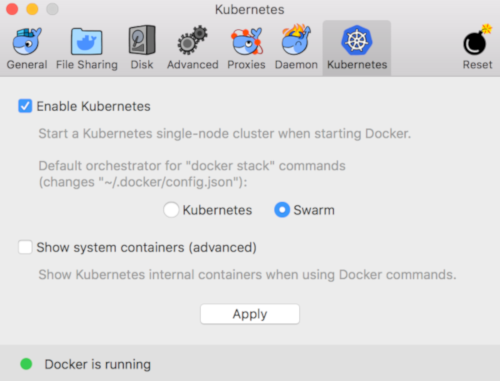 Kubernetes
General File Sharing Disk Advanced Proxies Daemon Kubernetes Reset
Enable Kubernetes
Start a Kubernetes single-node cluster when starting Docker.
Default orchestrator for "docker stack" commands
(changes "~/.docker/config.json"):
Kubernetes Swarm
Show system containers (advanced)
Show Kubernetes internal containers when using Docker commands.
Apply
Docker is running